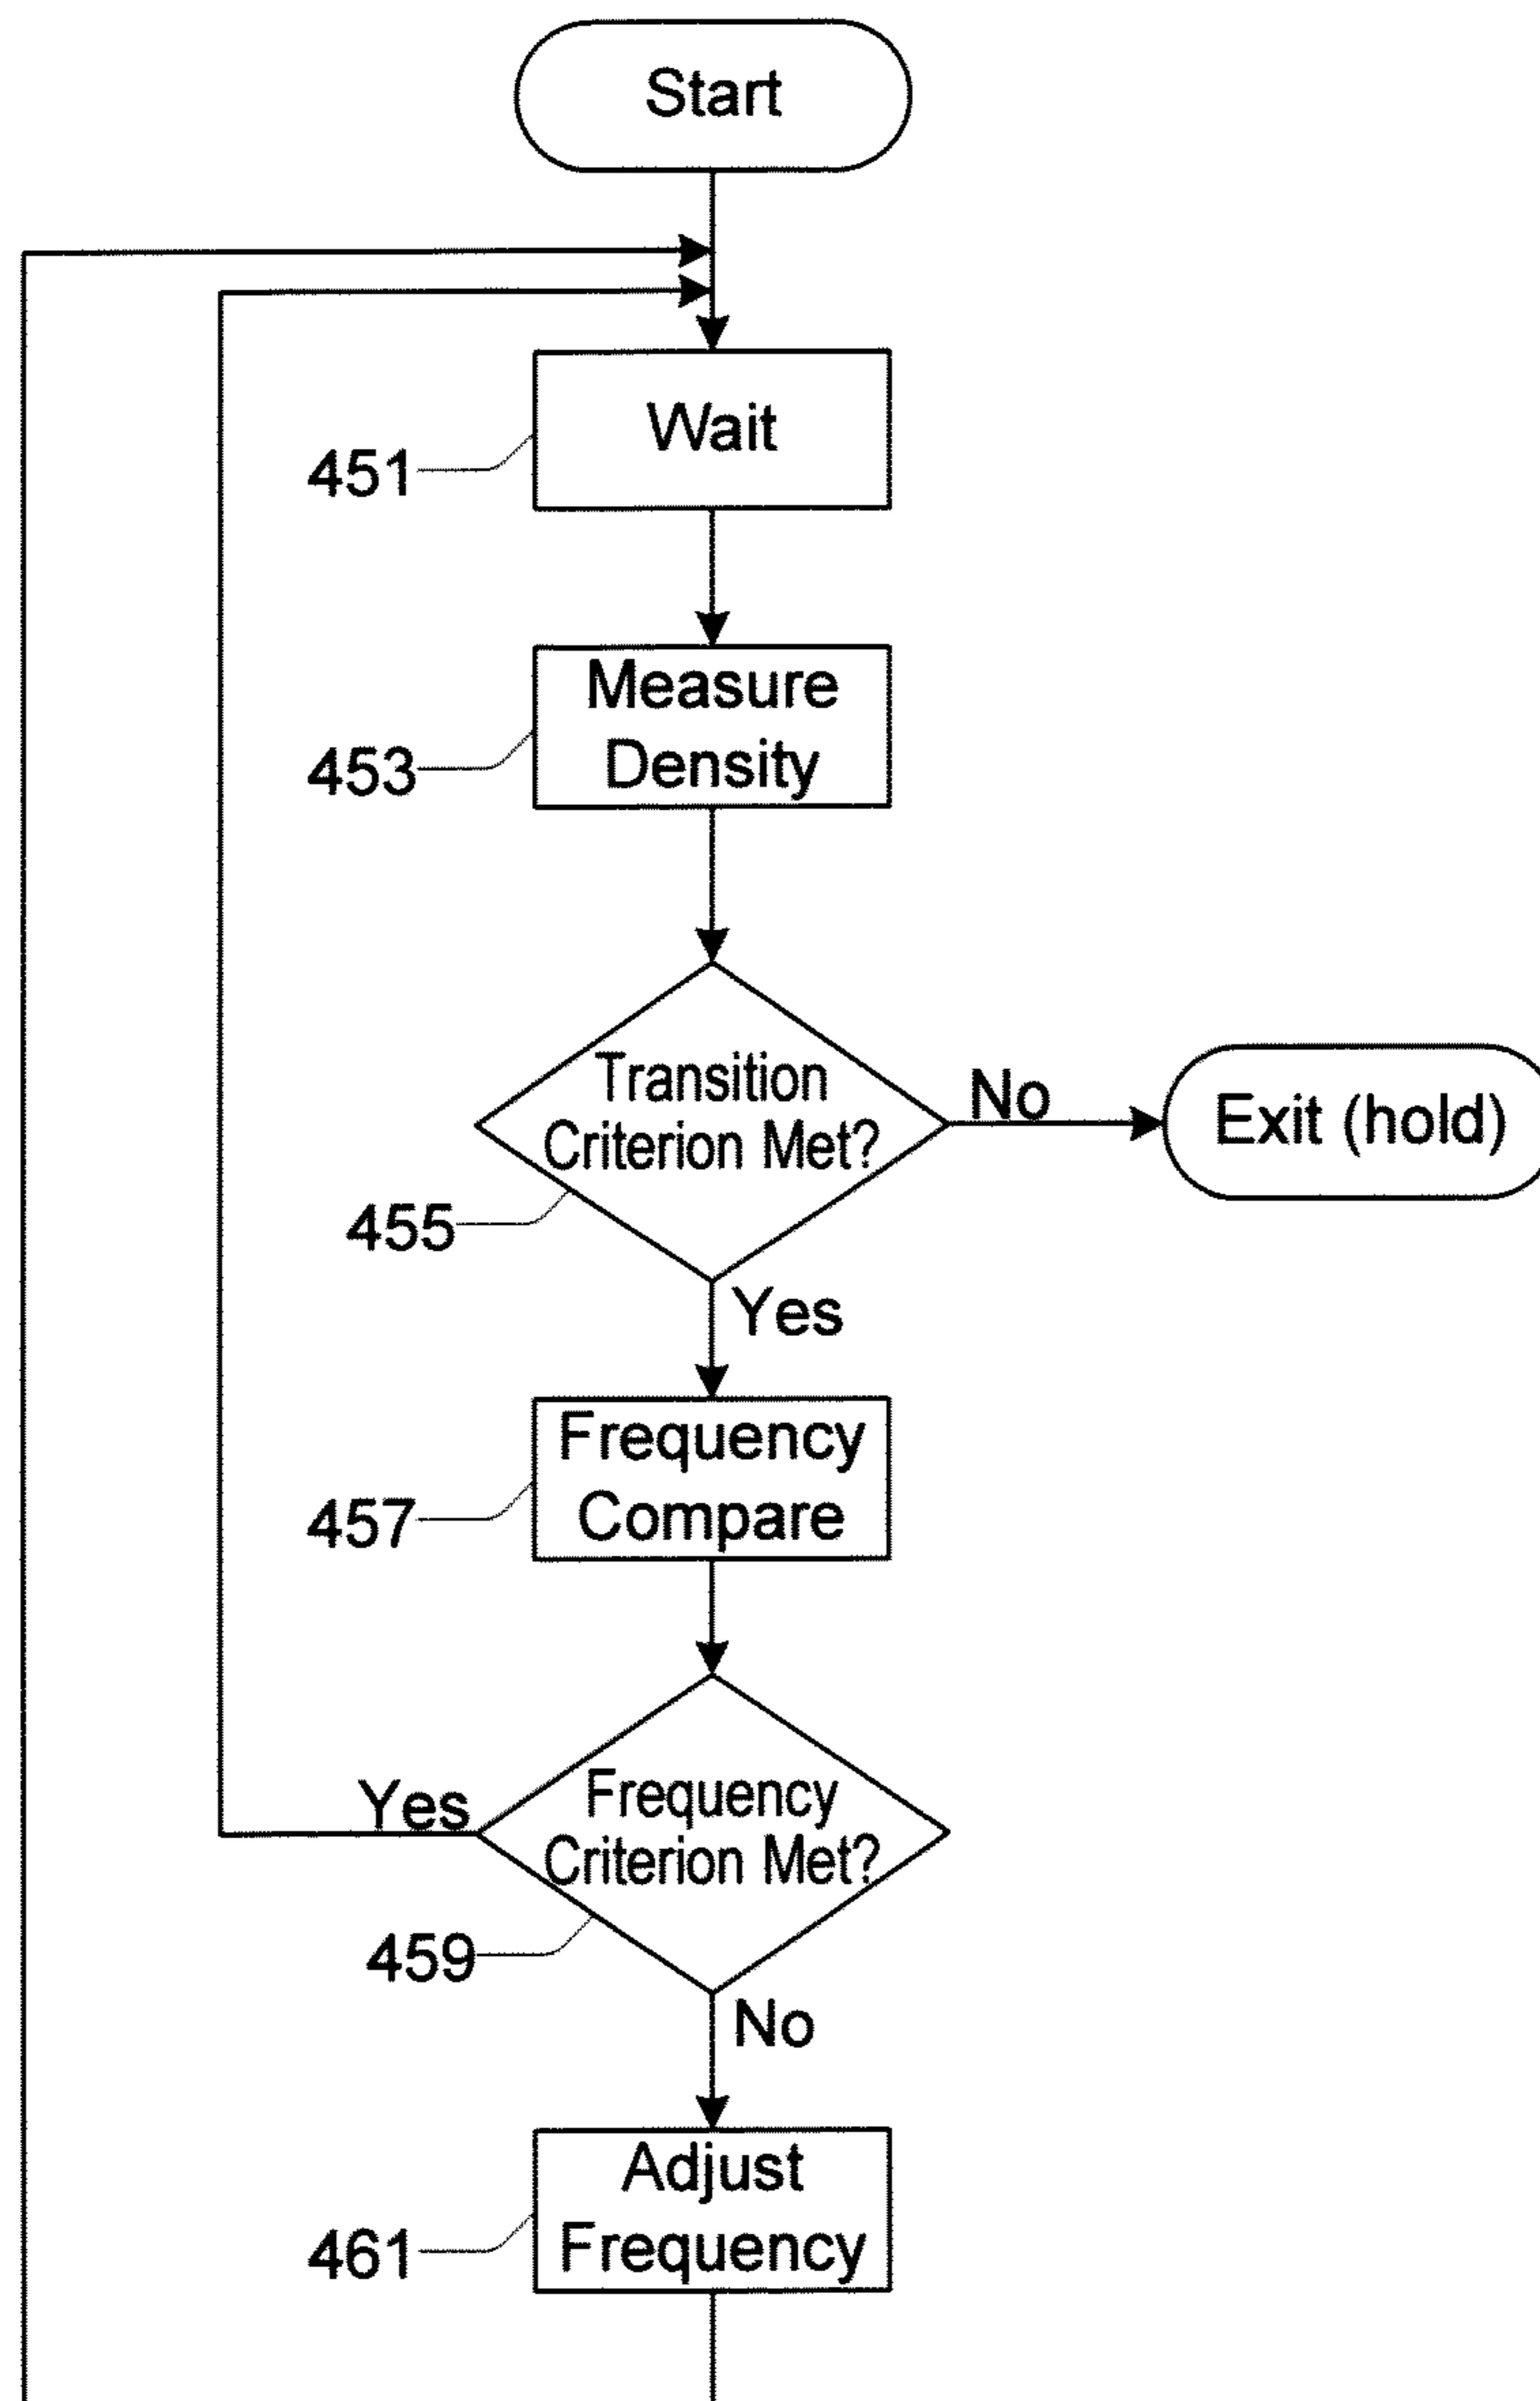 Start
Wait
451
Measure
Density
453
Transition
Criterion Met?
No
Exit (hold)
455
Yes
Frequency
Compare
457
Yes
Frequency
Criterion Met?
459
No
Adjust
Frequency
461